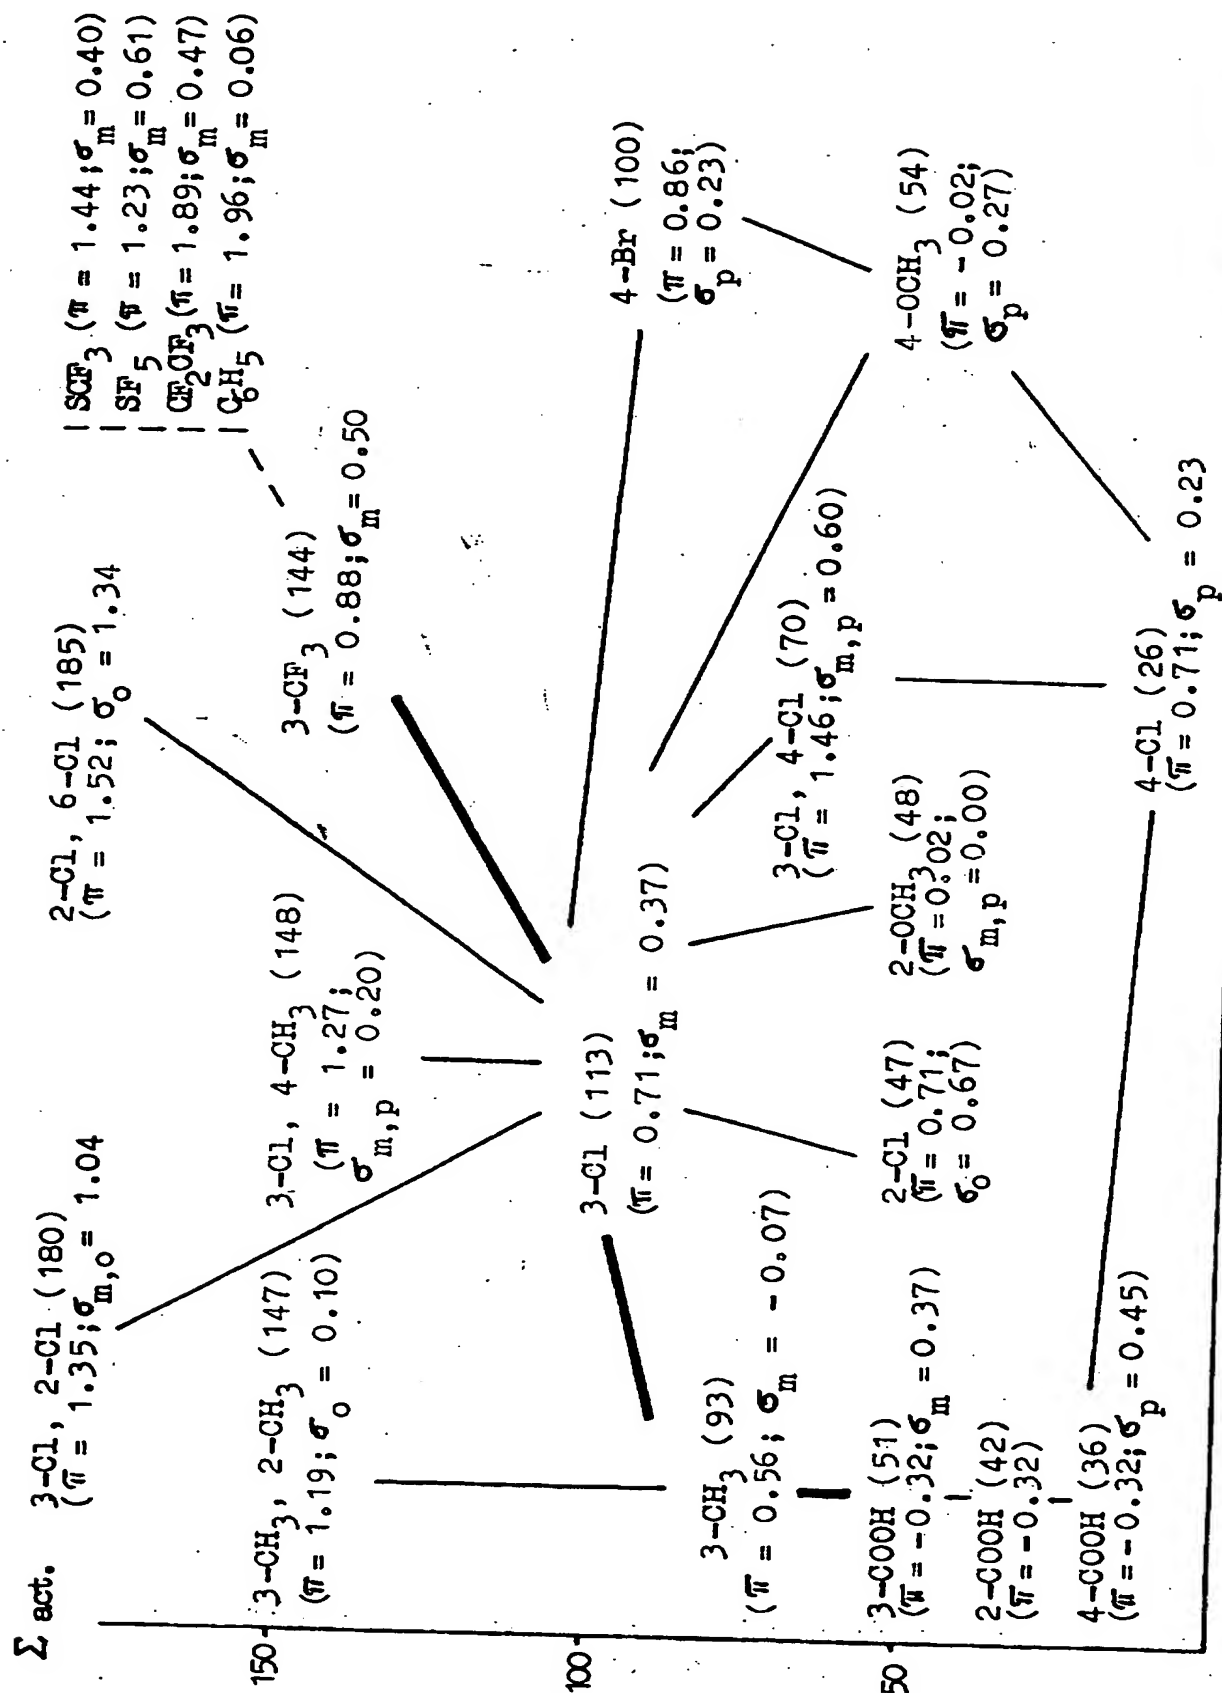 Σ act.
3-Cl, 2-Cl (180)
(π = 1.35; σm,o = 1.04
2-Cl, 6-Cl (185)
(π = 1.52; σo = 1.34
| SCF3 (π = 1.44; σm = 0.40)
| SF5 (π = 1.23; σm = 0.61)
| CF2CF3 (π = 1.89; σm = 0.47)
| C6H5 (π = 1.96; σm = 0.06)
150
3-CH3, 2-CH3 (147)
(π = 1.19; σo = 0.10)
3-Cl, 4-CH3 (148)
(π = 1.27;
σm,p = 0.20)
3-CF3 (144)
(π = 0.88; σm = 0.50
100
3-Cl (113)
(π = 0.71; σm = 0.37)
4-Br (100)
(π = 0.86;
σp = 0.23)
3-CH3 (93)
(π = 0.56; σm = -0.07)
3-Cl, 4-Cl (70)
(π = 1.46; σm,p = 0.60)
50
3-COOH (51)
(π = -0.32; σm = 0.37)
2-Cl (47)
(π = 0.71;
σo = 0.67)
2-OCH3 (48)
(π = 0.02;
σm,p = 0.00)
4-OCH3 (54)
(π = -0.02;
σp = 0.27)
2-COOH (42)
(π = -0.32)
4-COOH (36)
(π = -0.32; σp = 0.45)
4-Cl (26)
(π = 0.71; σp = 0.23